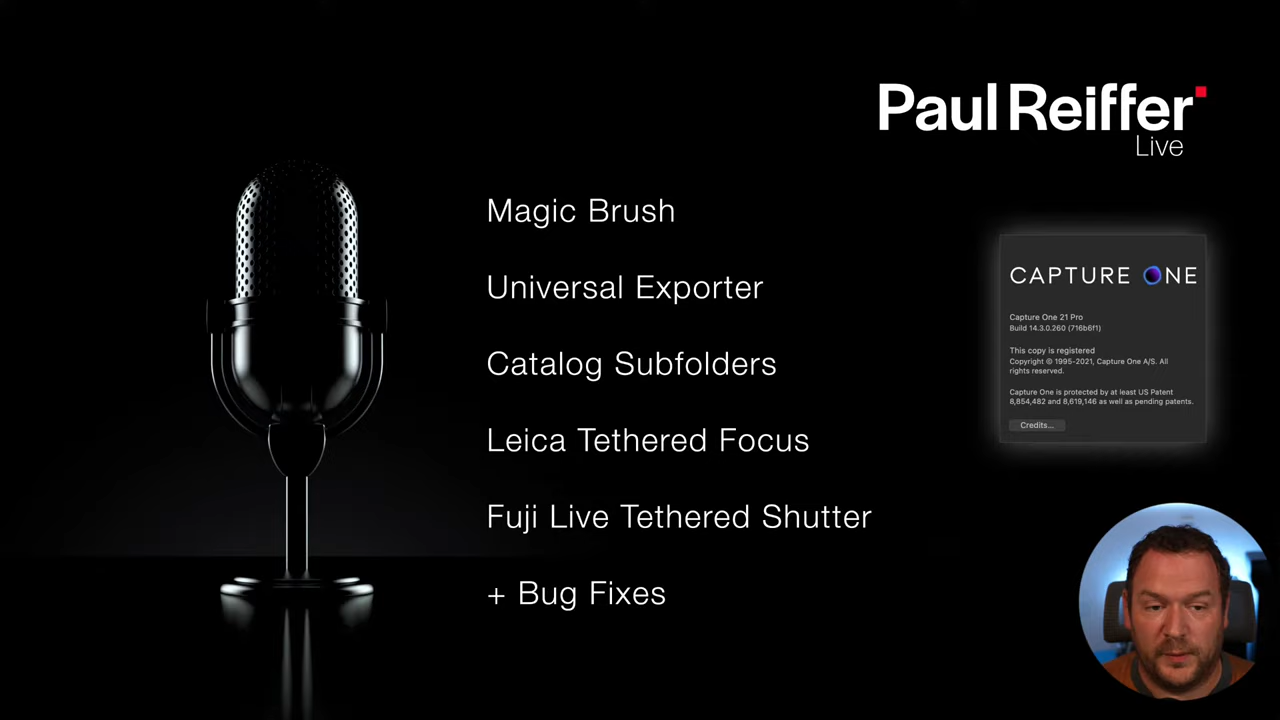 Paul Reiffer
Live
Magic Brush
Universal Exporter
Catalog Subfolders
Leica Tethered Focus
Fuji Live Tethered Shutter
+ Bug Fixes
CAPTURE ONE
Capture One 21 Pro
Build 14.3.0.260 (716b6f1)
This copy is registered
Copyright © 1995-2021, Capture One A/S. All
rights reserved.
Capture One is protected by at least US Patent
8,854,482 and 8,619,146 as well as pending patents.
Credits...